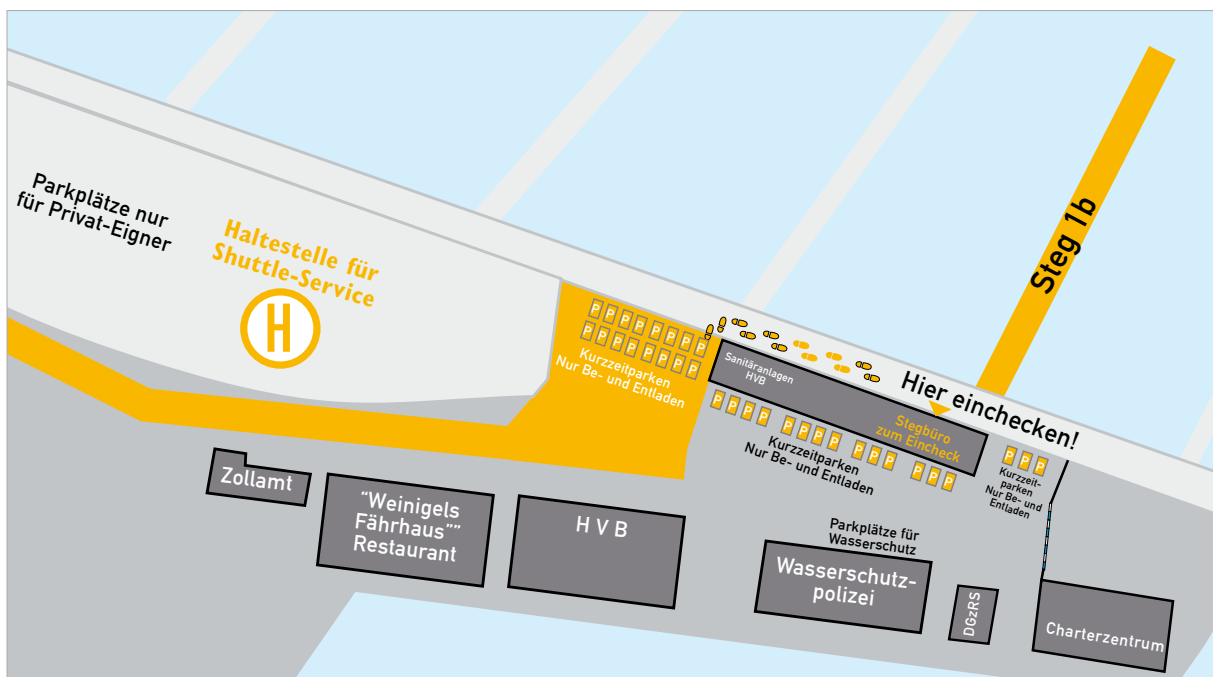 Parkplätze nur
für Privat-Eigner
Haltestelle für
Shuttle-Service
H
P P P P P P P P
P P P P P P P P
Kurzzeitparken
Nur Be- und Entladen
Steg 1b
Sanitäranlagen
HVB
Hier einchecken!
Stegbüro
zum Eincheck
P P P P
P P P P
P P P
P P P
Kurzzeitparken
Nur Be- und Entladen
P P P
Kurzzeit-
parken
Nur Be- und
Entladen
Zollamt
"Weinigels
Fährhaus""
Restaurant
H V B
Parkplätze für
Wasserschutz
Wasserschutz-
polizei
DGzRS
Charterzentrum